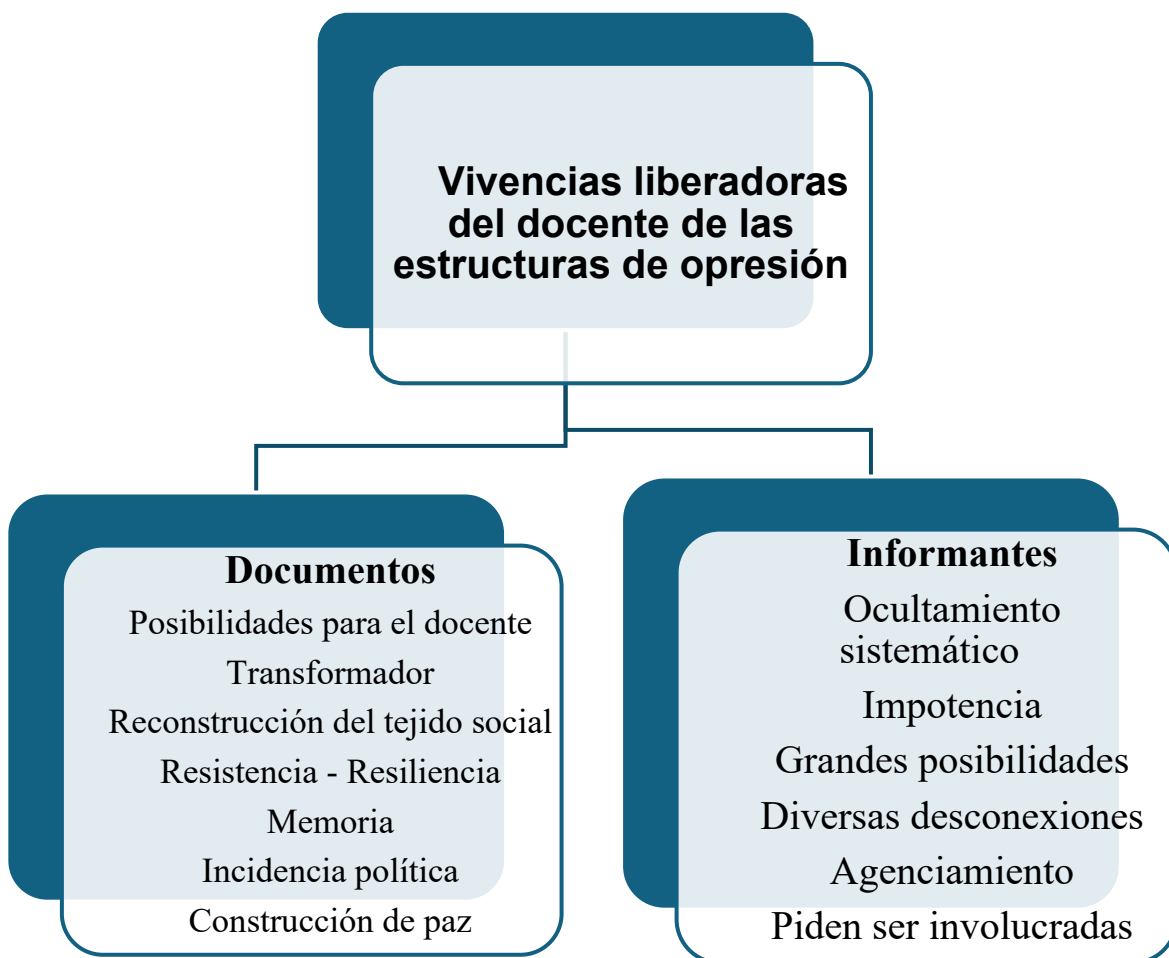 Vivencias liberadoras
del docente de las
estructuras de opresión
Documentos
Posibilidades para el docente
Transformador
Reconstrucción del tejido social
Resistencia - Resiliencia
Memoria
Incidencia política
Construcción de paz
Informantes
Ocultamiento
sistemático
Impotencia
Grandes posibilidades
Diversas desconexiones
Agenciamiento
Piden ser involucradas